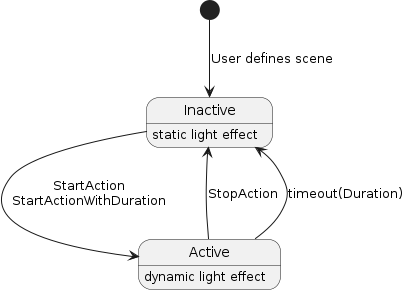 User defines scene
Inactive
static light effect
StartAction
StartActionWithDuration
StopAction
timeout(Duration)
Active
dynamic light effect